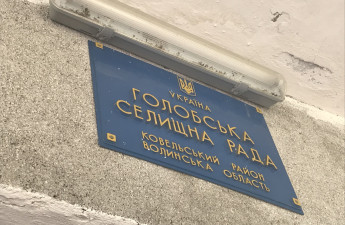 УКРАЇНА
ГОЛОБСЬКА
СЕЛИЩНА РАДА
КОВЕЛЬСЬКИЙ РАЙОН
ВОЛИНСЬКА ОБЛАСТЬ